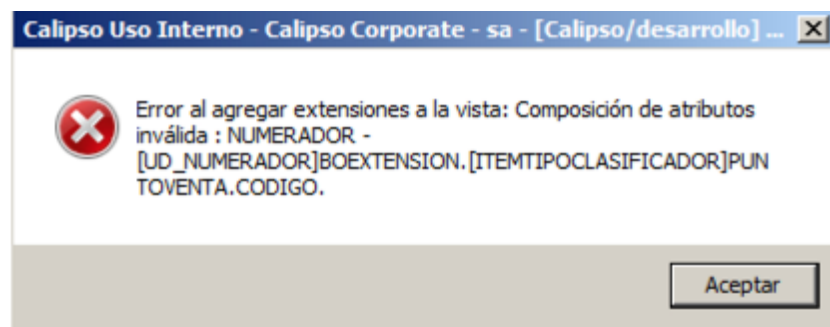 Calipso Uso Interno - Calipso Corporate - sa - [Calipso/desarrollo] ...
Error al agregar extensiones a la vista: Composición de atributos
inválida : NUMERADOR -
[UD_NUMERADOR]BOEXTENSION.[ITEMTIPOCLASIFICADOR]PUN
TOVENTA.CODIGO.
Aceptar